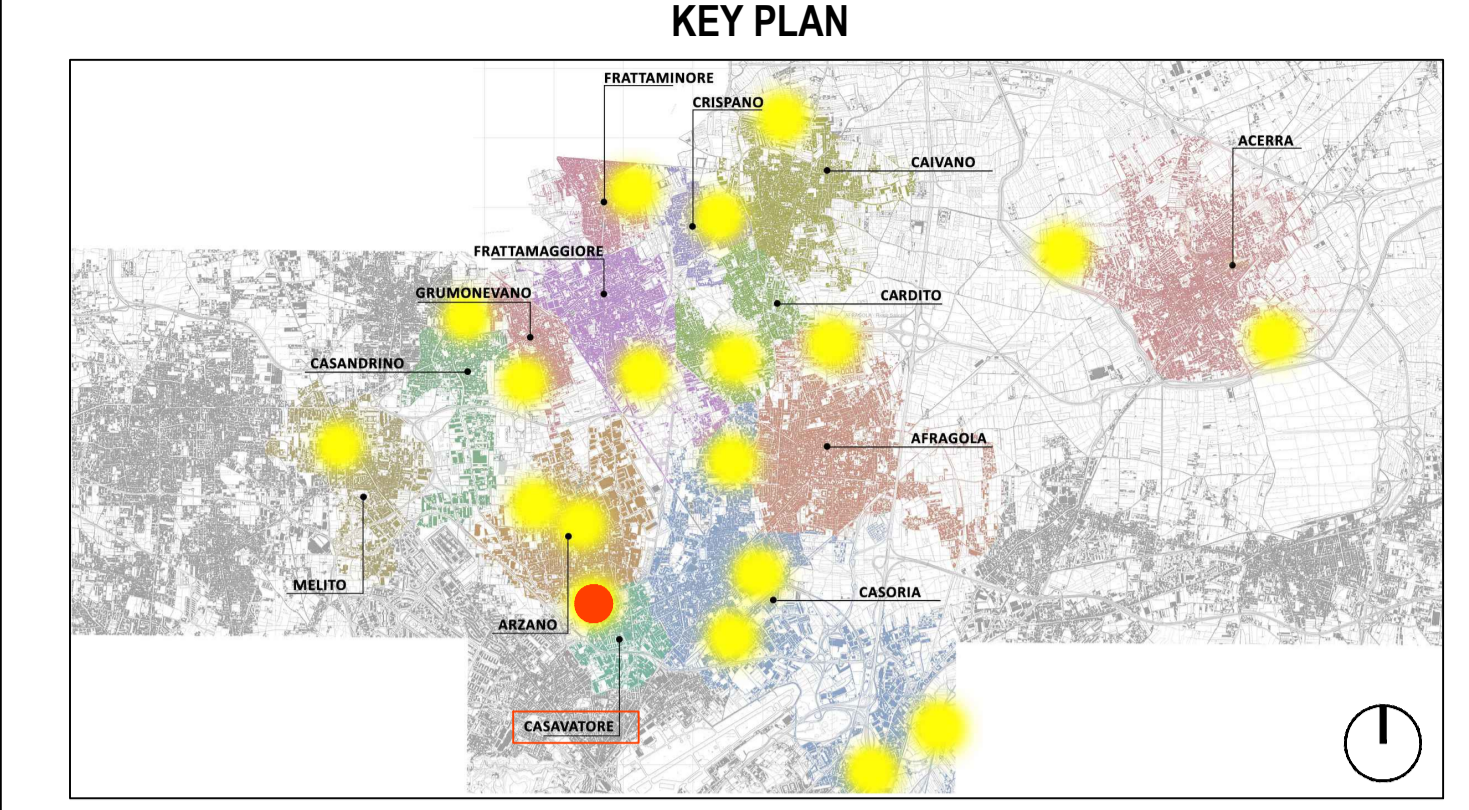 KEY PLAN
FRATTAMINORE
CRISPANO
ACERRA
CAIVANO
FRATTAMAGGIORE
GRUMONEVANO
CARDITO
CASANDRINO
AFRAGOLA
MELITO
CASORIA
ARZANO
CASAVATORE